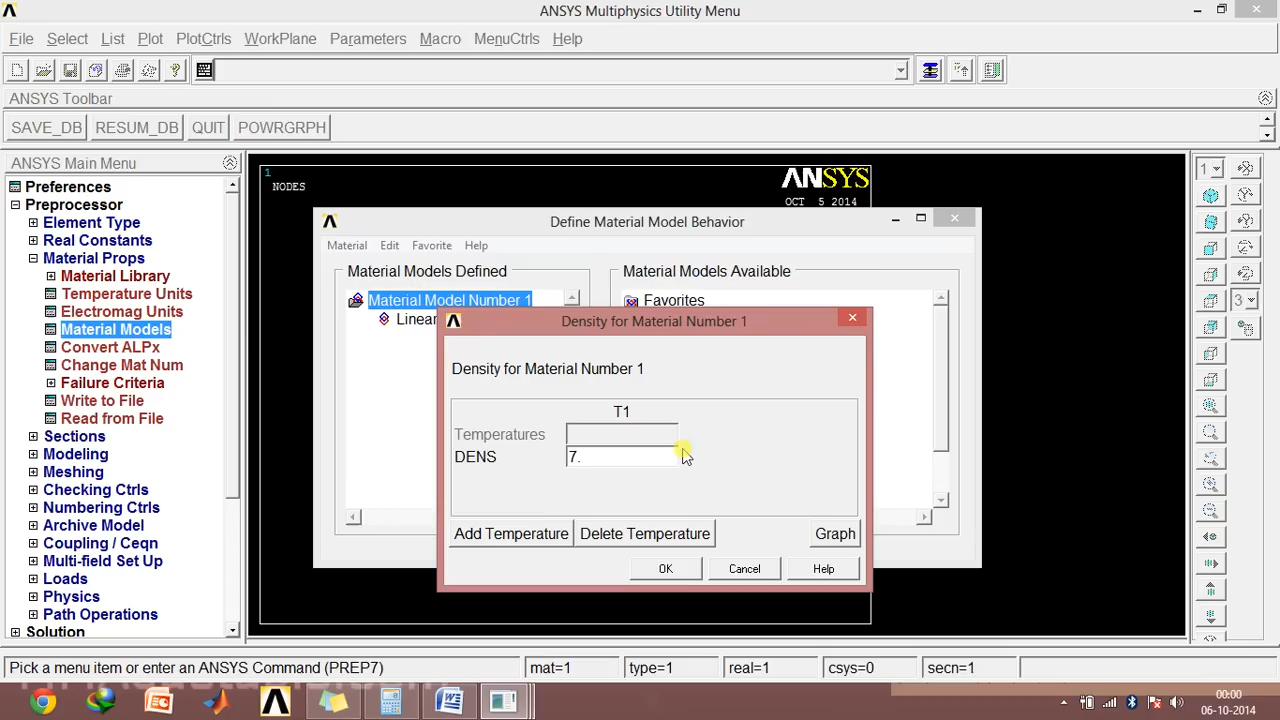 ANSYS Multiphysics Utility Menu
File Select List Plot PlotCtrls WorkPlane Parameters Macro MenuCtrls Help
ANSYS Toolbar
SAVE_DB RESUM_DB QUIT POWRGRPH
ANSYS Main Menu
Preferences
Preprocessor
Element Type
Real Constants
Material Props
Material Library
Temperature Units
Electromag Units
Material Models
Convert ALPx
Change Mat Num
Failure Criteria
Write to File
Read from File
Sections
Modeling
Meshing
Checking Ctrls
Numbering Ctrls
Archive Model
Coupling / Ceqn
Multi-field Set Up
Loads
Physics
Path Operations
Solution
1
NODES
ANSYS
OCT 5 2014
Define Material Model Behavior
Material Edit Favorite Help
Material Models Defined
Material Model Number 1
Linear
Material Models Available
Favorites
Density for Material Number 1
Density for Material Number 1
T1
Temperatures
DENS 7.
Add Temperature Delete Temperature Graph
OK Cancel Help
1
3
Pick a menu item or enter an ANSYS Command (PREP7) mat=1 type=1 real=1 csys=0 secn=1
00:00
06-10-2014